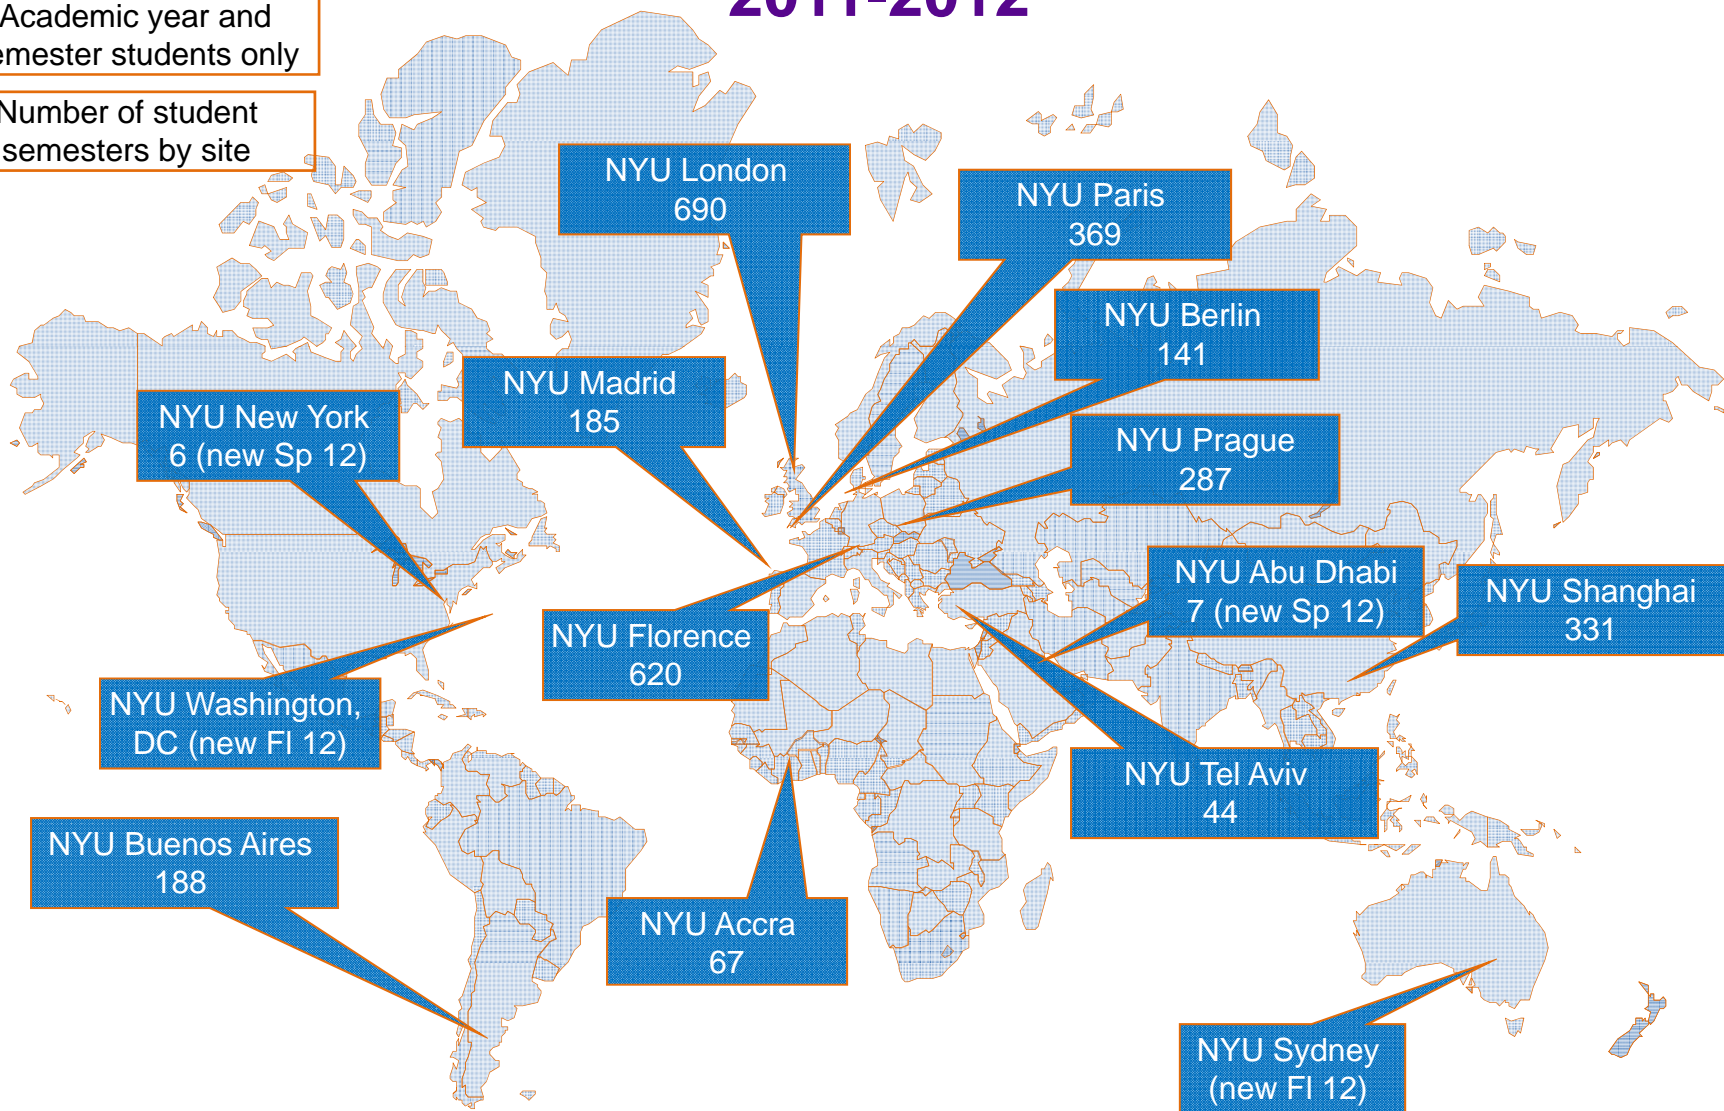 2011-2012
Academic year and
semester students only
Number of student
semesters by site
NYU London
690
NYU Paris
369
NYU Berlin
141
NYU Madrid
185
NYU New York
6 (new Sp 12)
NYU Prague
287
NYU Abu Dhabi
7 (new Sp 12)
NYU Shanghai
331
NYU Florence
620
NYU Washington,
DC (new Fl 12)
NYU Tel Aviv
44
NYU Buenos Aires
188
NYU Accra
67
NYU Sydney
(new Fl 12)